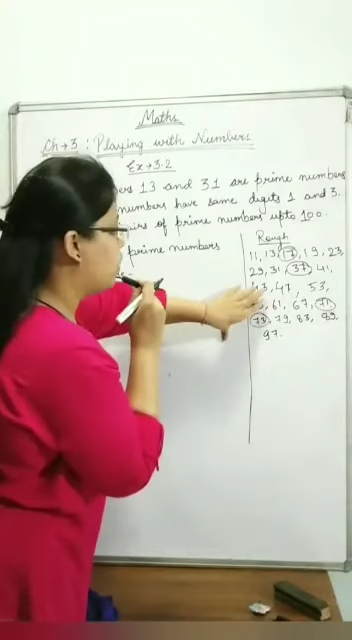 Maths
Ch → 3 : Playing with Numbers
Ex → 3.2
ers 13 and 31 are prime numbers
numbers have same digits 1 and 3.
airs of prime numbers upto 100.
prime numbers
Rough
11, 13, 17, 19, 23,
29, 31, 37, 41,
43, 47, 53,
61, 67, 71,
73, 79, 83, 89,
97.